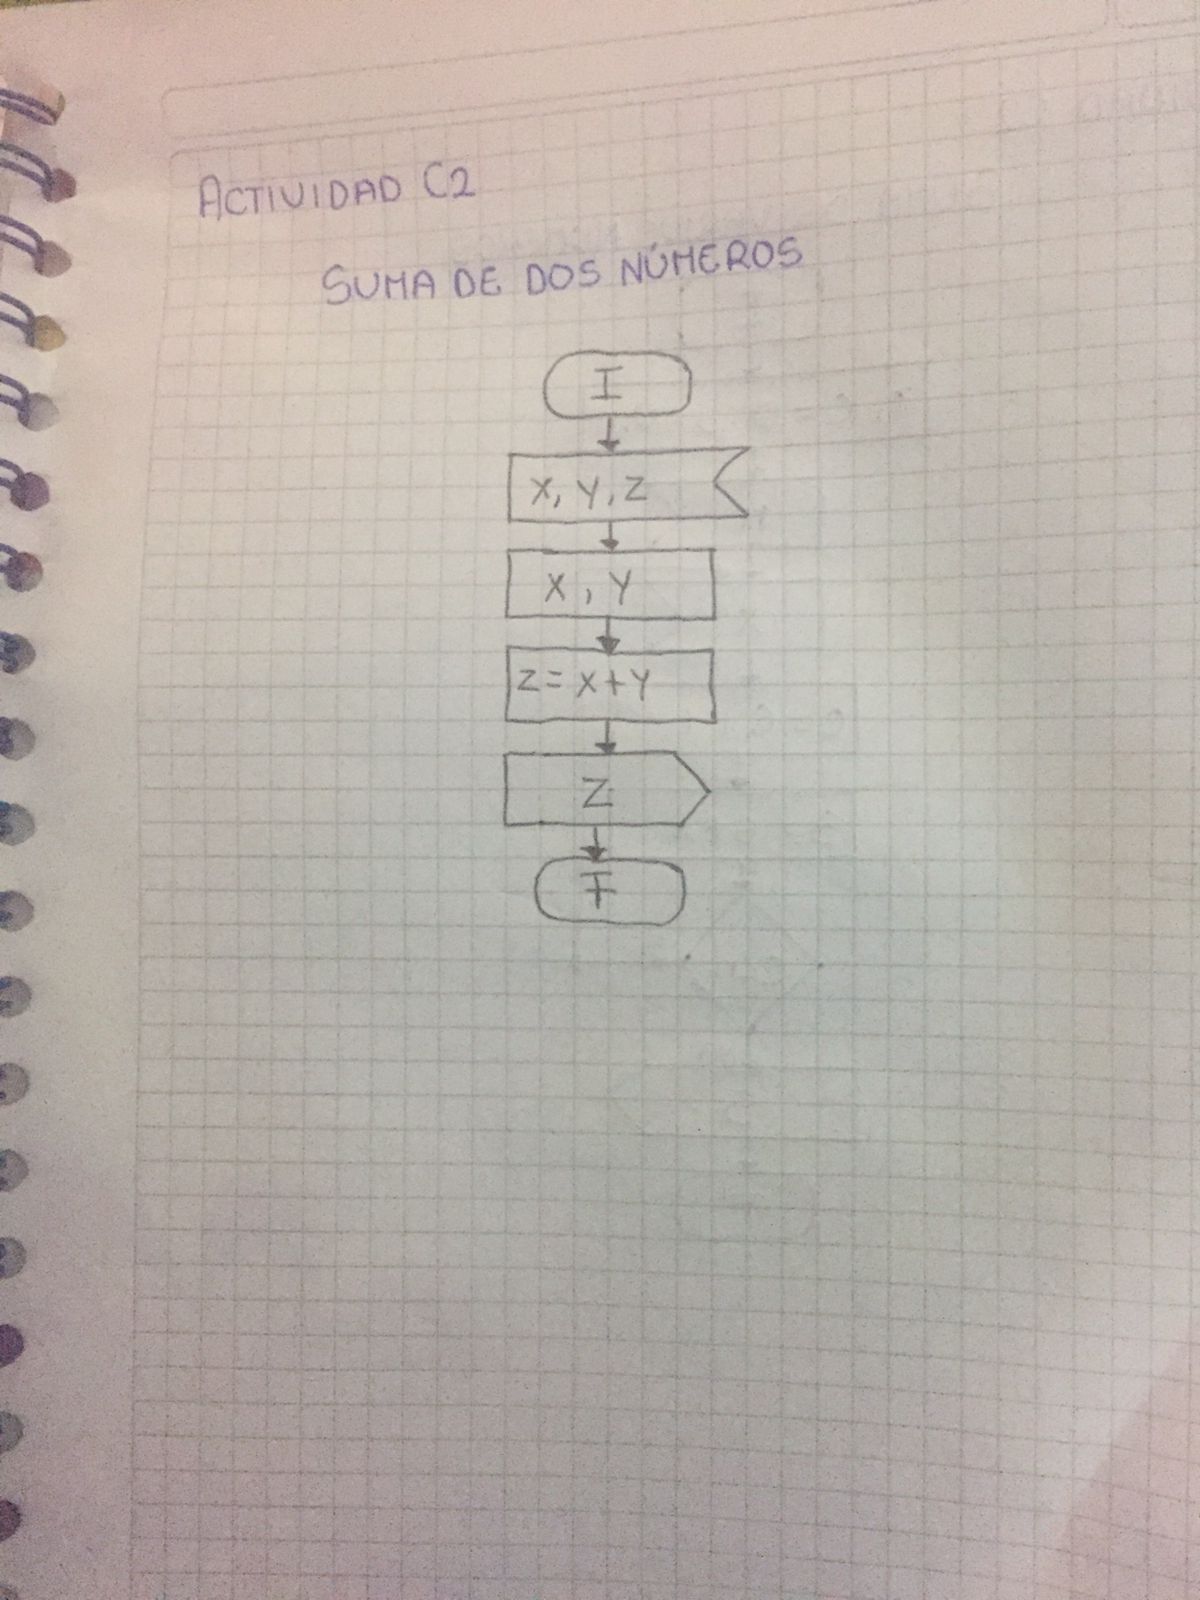 ACTIVIDAD C2
SUMA DE DOS NÚMEROS
I
X, Y, Z
X, Y
Z = X + Y
Z
F